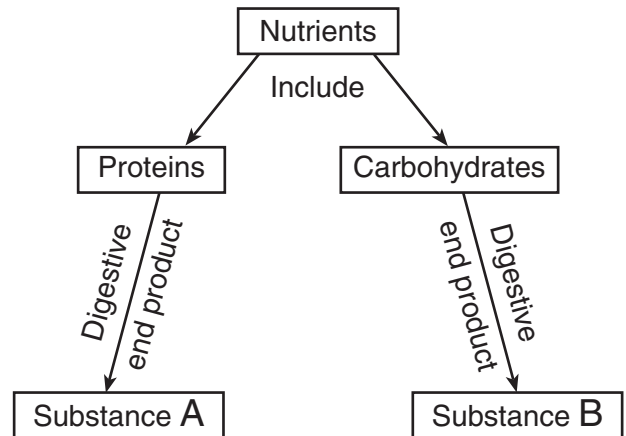 Nutrients
Include
Proteins
Carbohydrates
Digestive
end product
Digestive
end product
Substance A
Substance B